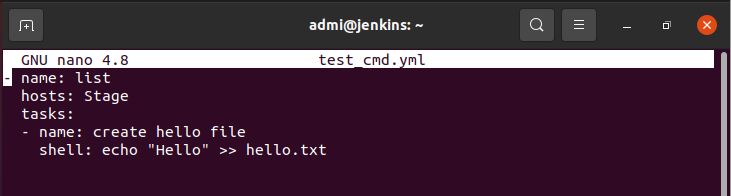 admi@jenkins: ~
GNU nano 4.8 test_cmd.yml
- name: list
  hosts: Stage
  tasks:
  - name: create hello file
    shell: echo "Hello" >> hello.txt